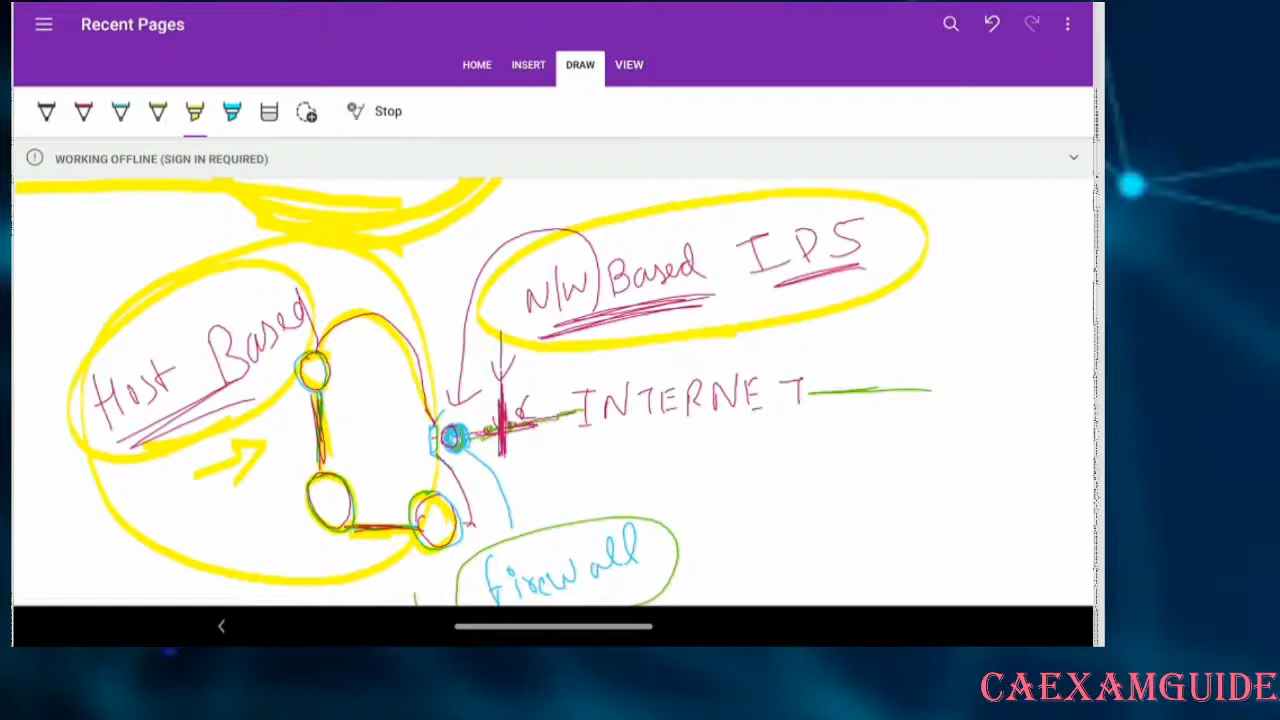 Recent Pages
HOME INSERT DRAW VIEW
Stop
WORKING OFFLINE (SIGN IN REQUIRED)
N/W Based IPS
Host Based
INTERNET
firewall
CAEXAMGUIDE